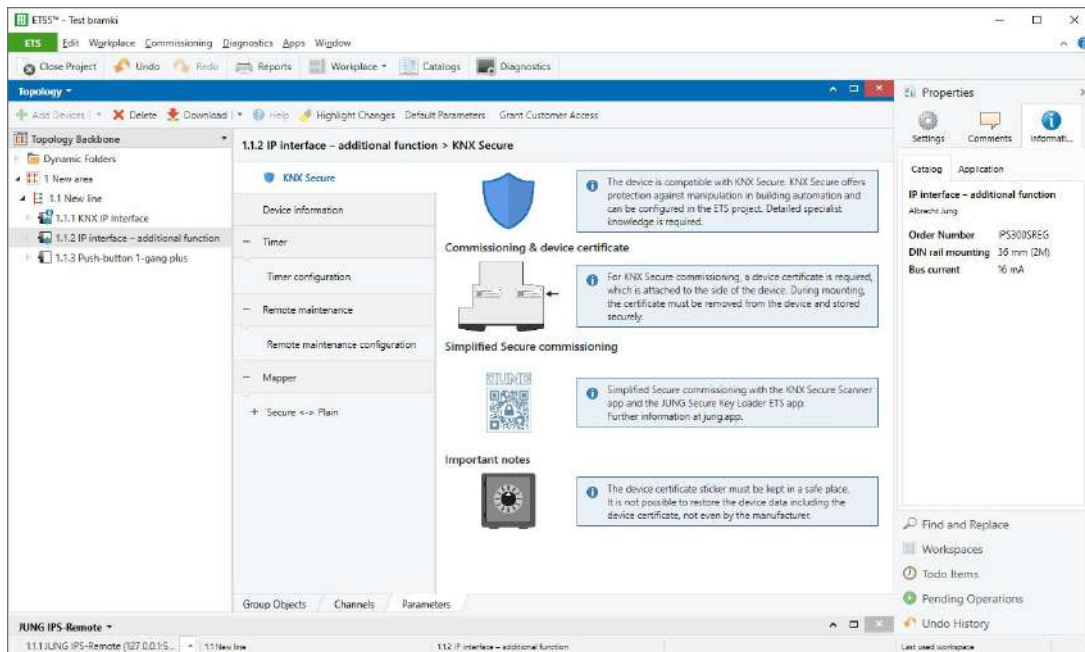 ETS5™ – Test bramki
ETS Edit Workplace Commissioning Diagnostics Apps Window
Close Project Undo Redo Reports Workplace Catalogs Diagnostics
Topology
Add Devices Delete Download Help Highlight Changes Default Parameters Grant Customer Access
Topology Backbone
Dynamic Folders
1 New area
1.1 New line
1.1.1 KNX IP Interface
1.1.2 IP interface – additional function
1.1.3 Push-button 1-gang plus
1.1.2 IP interface – additional function > KNX Secure
KNX Secure
Device information
Timer
Timer configuration
Remote maintenance
Remote maintenance configuration
Mapper
+ Secure <-> Plain
The device is compatible with KNX Secure. KNX Secure offers
protection against manipulation in building automation and
can be configured in the ETS project. Detailed specialist
knowledge is required.
Commissioning & device certificate
For KNX Secure commissioning, a device certificate is required,
which is attached to the side of the device. During mounting,
the certificate must be removed from the device and stored
securely.
Simplified Secure commissioning
JUNG
Simplified Secure commissioning with the KNX Secure Scanner
app and the JUNG Secure Key Loader ETS app.
Further information at jung.app.
Important notes
The device certificate sticker must be kept in a safe place.
It is not possible to restore the device data including the
device certificate, not even by the manufacturer.
Group Objects Channels Parameters
Properties
Settings Comments Informati...
Catalog Application
IP interface – additional function
Albrecht Jung
Order Number IPS300SREG
DIN rail mounting 36 mm (2M)
Bus current 16 mA
Find and Replace
Workspaces
Todo Items
Pending Operations
Undo History
JUNG IPS-Remote
1.1.1 JUNG IPS-Remote (127.0.0.1:5... 1.1 New line 1.1.2 IP interface – additional function Last used workspace